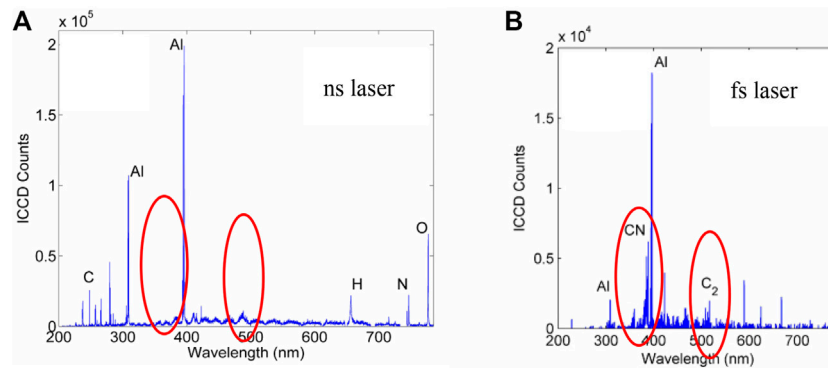 A
x 10^5
Al
2
ns laser
1.5
ICCD Counts
Al
1
O
0.5
C
H
N
0
200 300 400 500 600 700
Wavelength (nm)
B
x 10^4
2
Al
fs laser
1.5
ICCD Counts
1
CN
0.5
Al
C₂
0
200 300 400 500 600 700
Wavelength (nm)